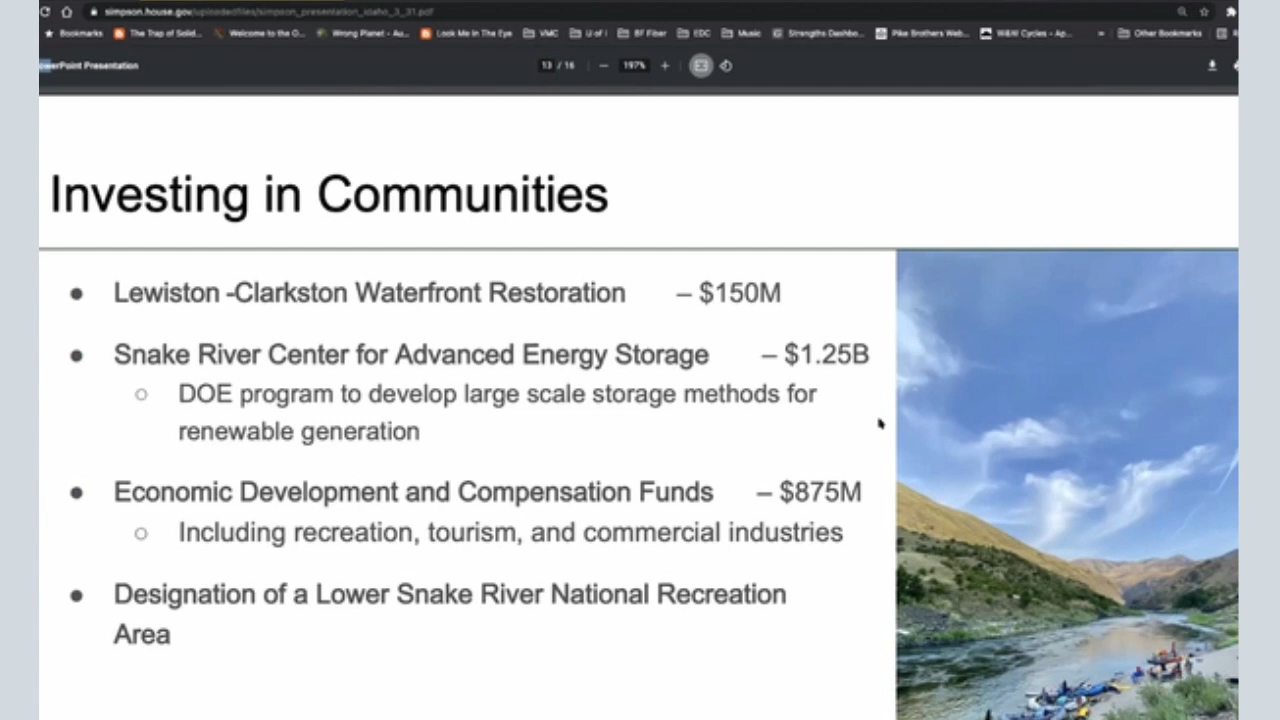 simpson.house.gov/uploadedfiles/simpson_presentation_idaho_3_31.pdf
Bookmarks The Trap of Solid... Welcome to the O... Wrong Planet - Au... Look Me In The Eye VMC U of I BF Fiber EDC Music Strengths Dashbo... Pike Brothers Web... W&W Cycles - Ap... » Other Bookmarks
PowerPoint Presentation 13 / 16 — 197% +
Investing in Communities
● Lewiston -Clarkston Waterfront Restoration – $150M
● Snake River Center for Advanced Energy Storage – $1.25B
○ DOE program to develop large scale storage methods for
renewable generation
● Economic Development and Compensation Funds – $875M
○ Including recreation, tourism, and commercial industries
● Designation of a Lower Snake River National Recreation
Area